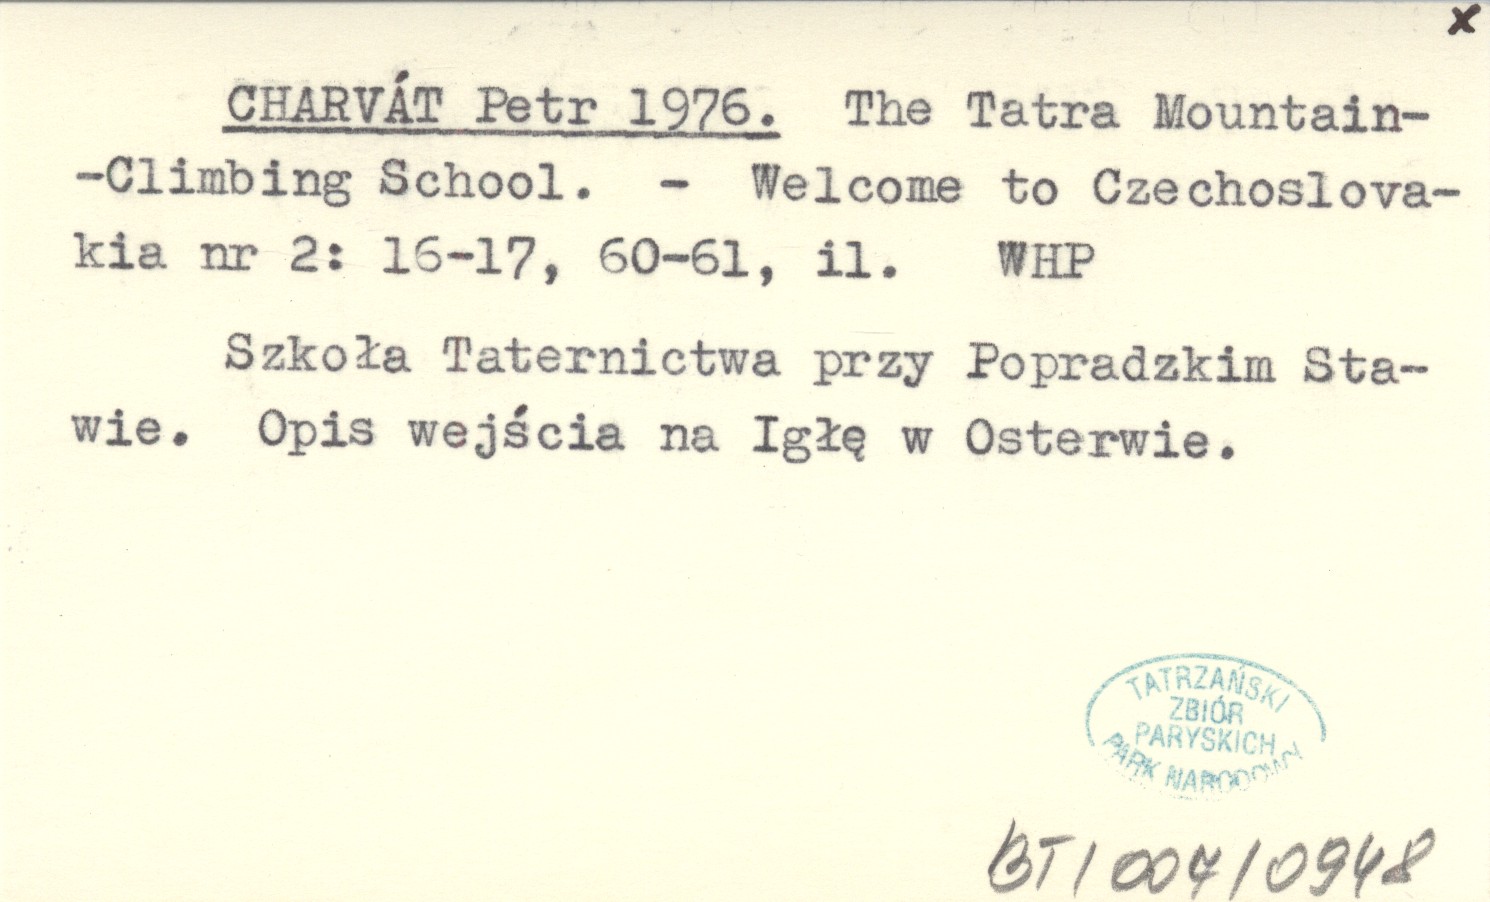 x
CHARVÁT Petr 1976. The Tatra Mountain-
-Climbing School. - Welcome to Czechoslova-
kia nr 2: 16-17, 60-61, il. WHP
Szkoła Taternictwa przy Popradzkim Sta-
wie. Opis wejścia na Igłę w Osterwie.
TATRZAŃSKI
ZBIÓR
PARYSKICH
PARK NARODOWY
BT/007/0948